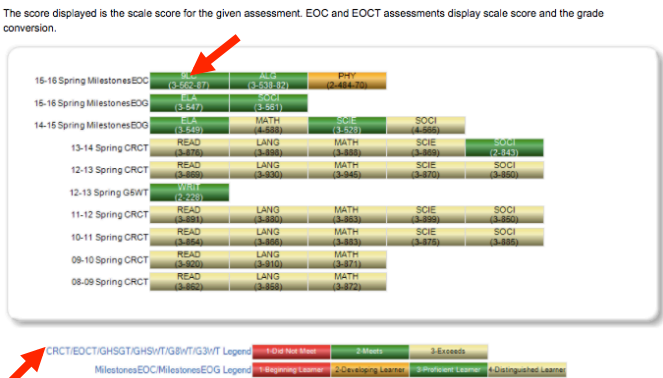 The score displayed is the scale score for the given assessment. EOC and EOCT assessments display scale score and the grade
conversion.
15-16 Spring MilestonesEOC ALG PHY
(3-562-87) (3-538-82) (2-484-70)
15-16 Spring MilestonesEOG ELA SOCI
(3-547) (3-561)
14-15 Spring MilestonesEOG ELA MATH SCIE SOCI
(3-549) (4-588) (3-528) (4-565)
13-14 Spring CRCT READ LANG MATH SCIE SOCI
(3-876) (3-898) (3-869) (2-843)
12-13 Spring CRCT READ LANG MATH SCIE SOCI
(3-869) (3-930) (3-945) (3-870) (3-850)
12-13 Spring G5WT WRIT
(2-228)
11-12 Spring CRCT READ LANG MATH SCIE SOCI
(3-891) (3-880) (3-883) (3-899) (3-850)
10-11 Spring CRCT READ LANG MATH SCIE SOCI
(3-854) (3-866) (3-883) (3-875) (3-885)
09-10 Spring CRCT READ LANG MATH
(3-920) (3-910) (3-871)
08-09 Spring CRCT READ LANG MATH
(3-862) (3-858) (3-872)
CRCT/EOCT/GHSGT/GHSWT/G8WT/G3WT Legend 1-Did Not Meet 2-Meets 3-Exceeds
MilestonesEOC/MilestonesEOG Legend 1-Beginning Learner 2-Developing Learner 3-Proficient Learner 4-Distinguished Learner